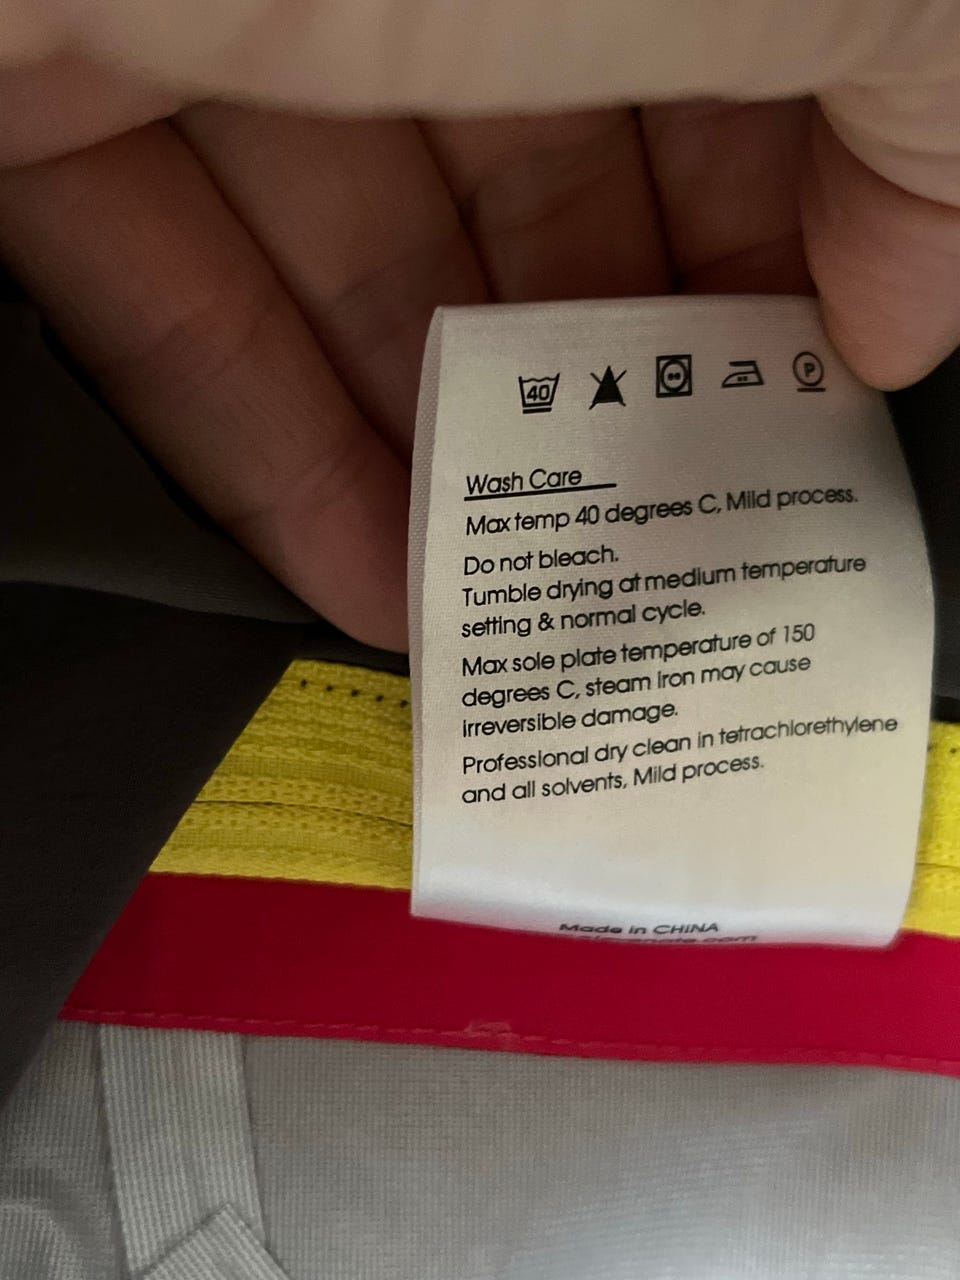 40 P
Wash Care
Max temp 40 degrees C, Mild process.
Do not bleach.
Tumble drying at medium temperature
setting & normal cycle.
Max sole plate temperature of 150
degrees C, steam iron may cause
irreversible damage.
Professional dry clean in tetrachlorethylene
and all solvents, Mild process.
Made in CHINA